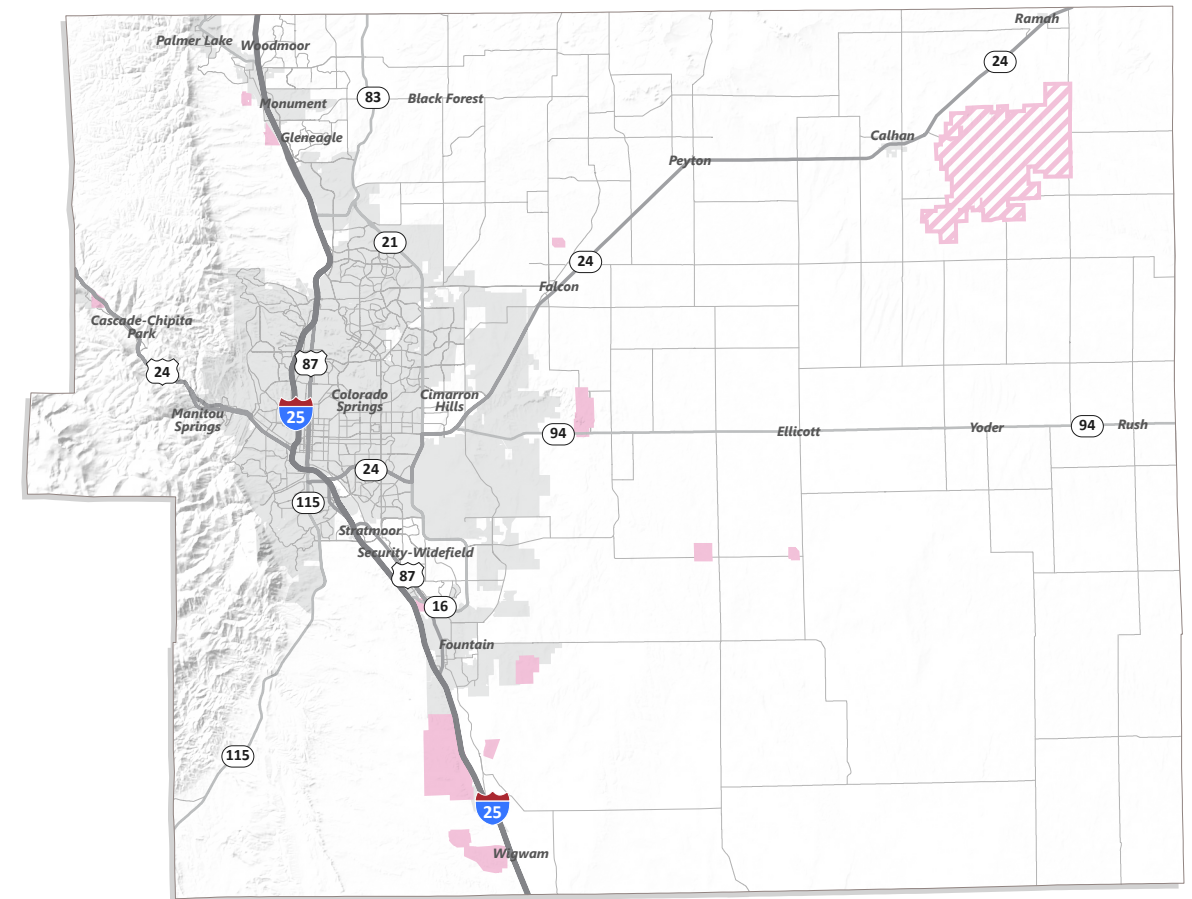 Ramah
Palmer Lake
Woodmoor
24
83
Black Forest
Monument
Gleneagle
Calhan
Peyton
21
24
Falcon
Cascade-Chipita
Park
87
24
Colorado
Springs
Cimarron
Hills
Manitou
Springs
25
94
Ellicott
Yoder
94
Rush
24
115
Stratmoor
Security-Widefield
87
16
Fountain
115
25
Wigwam